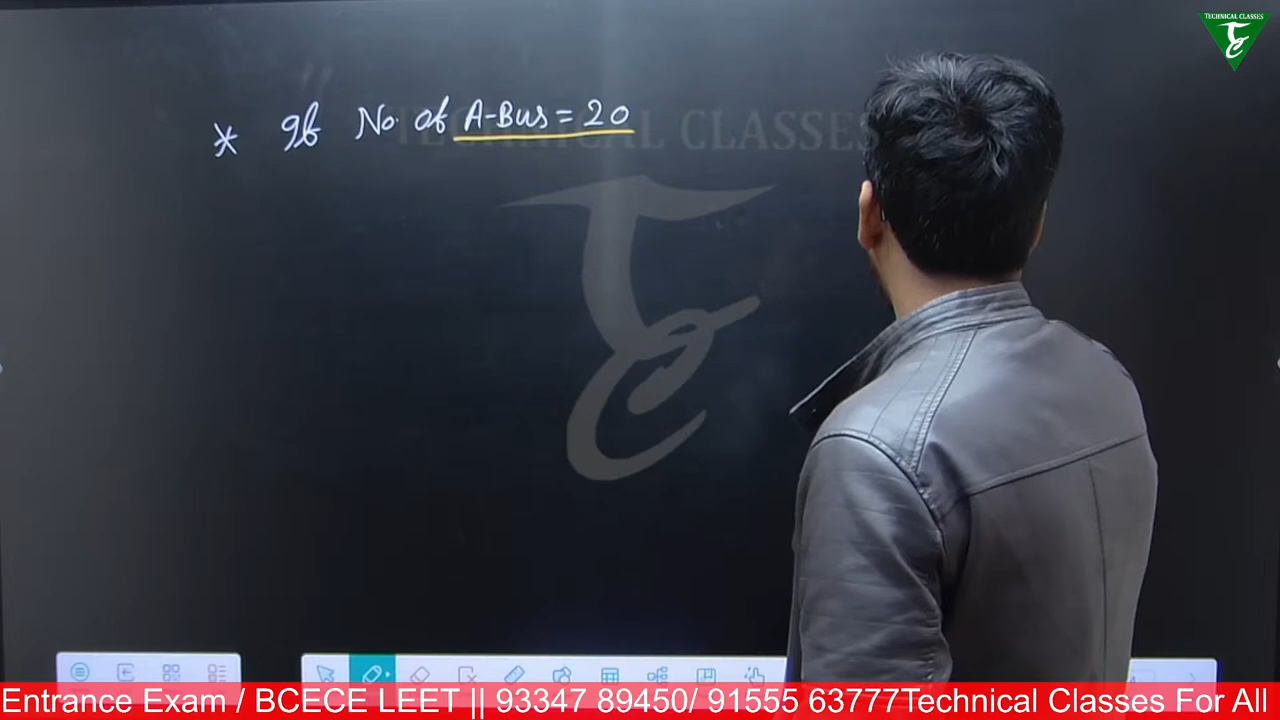 TECHNICAL CLASSES
* If No. of A-Bus = 20
TECHNICAL CLASSES
Entrance Exam / BCECE LEET || 93347 89450/ 91555 63777Technical Classes For All